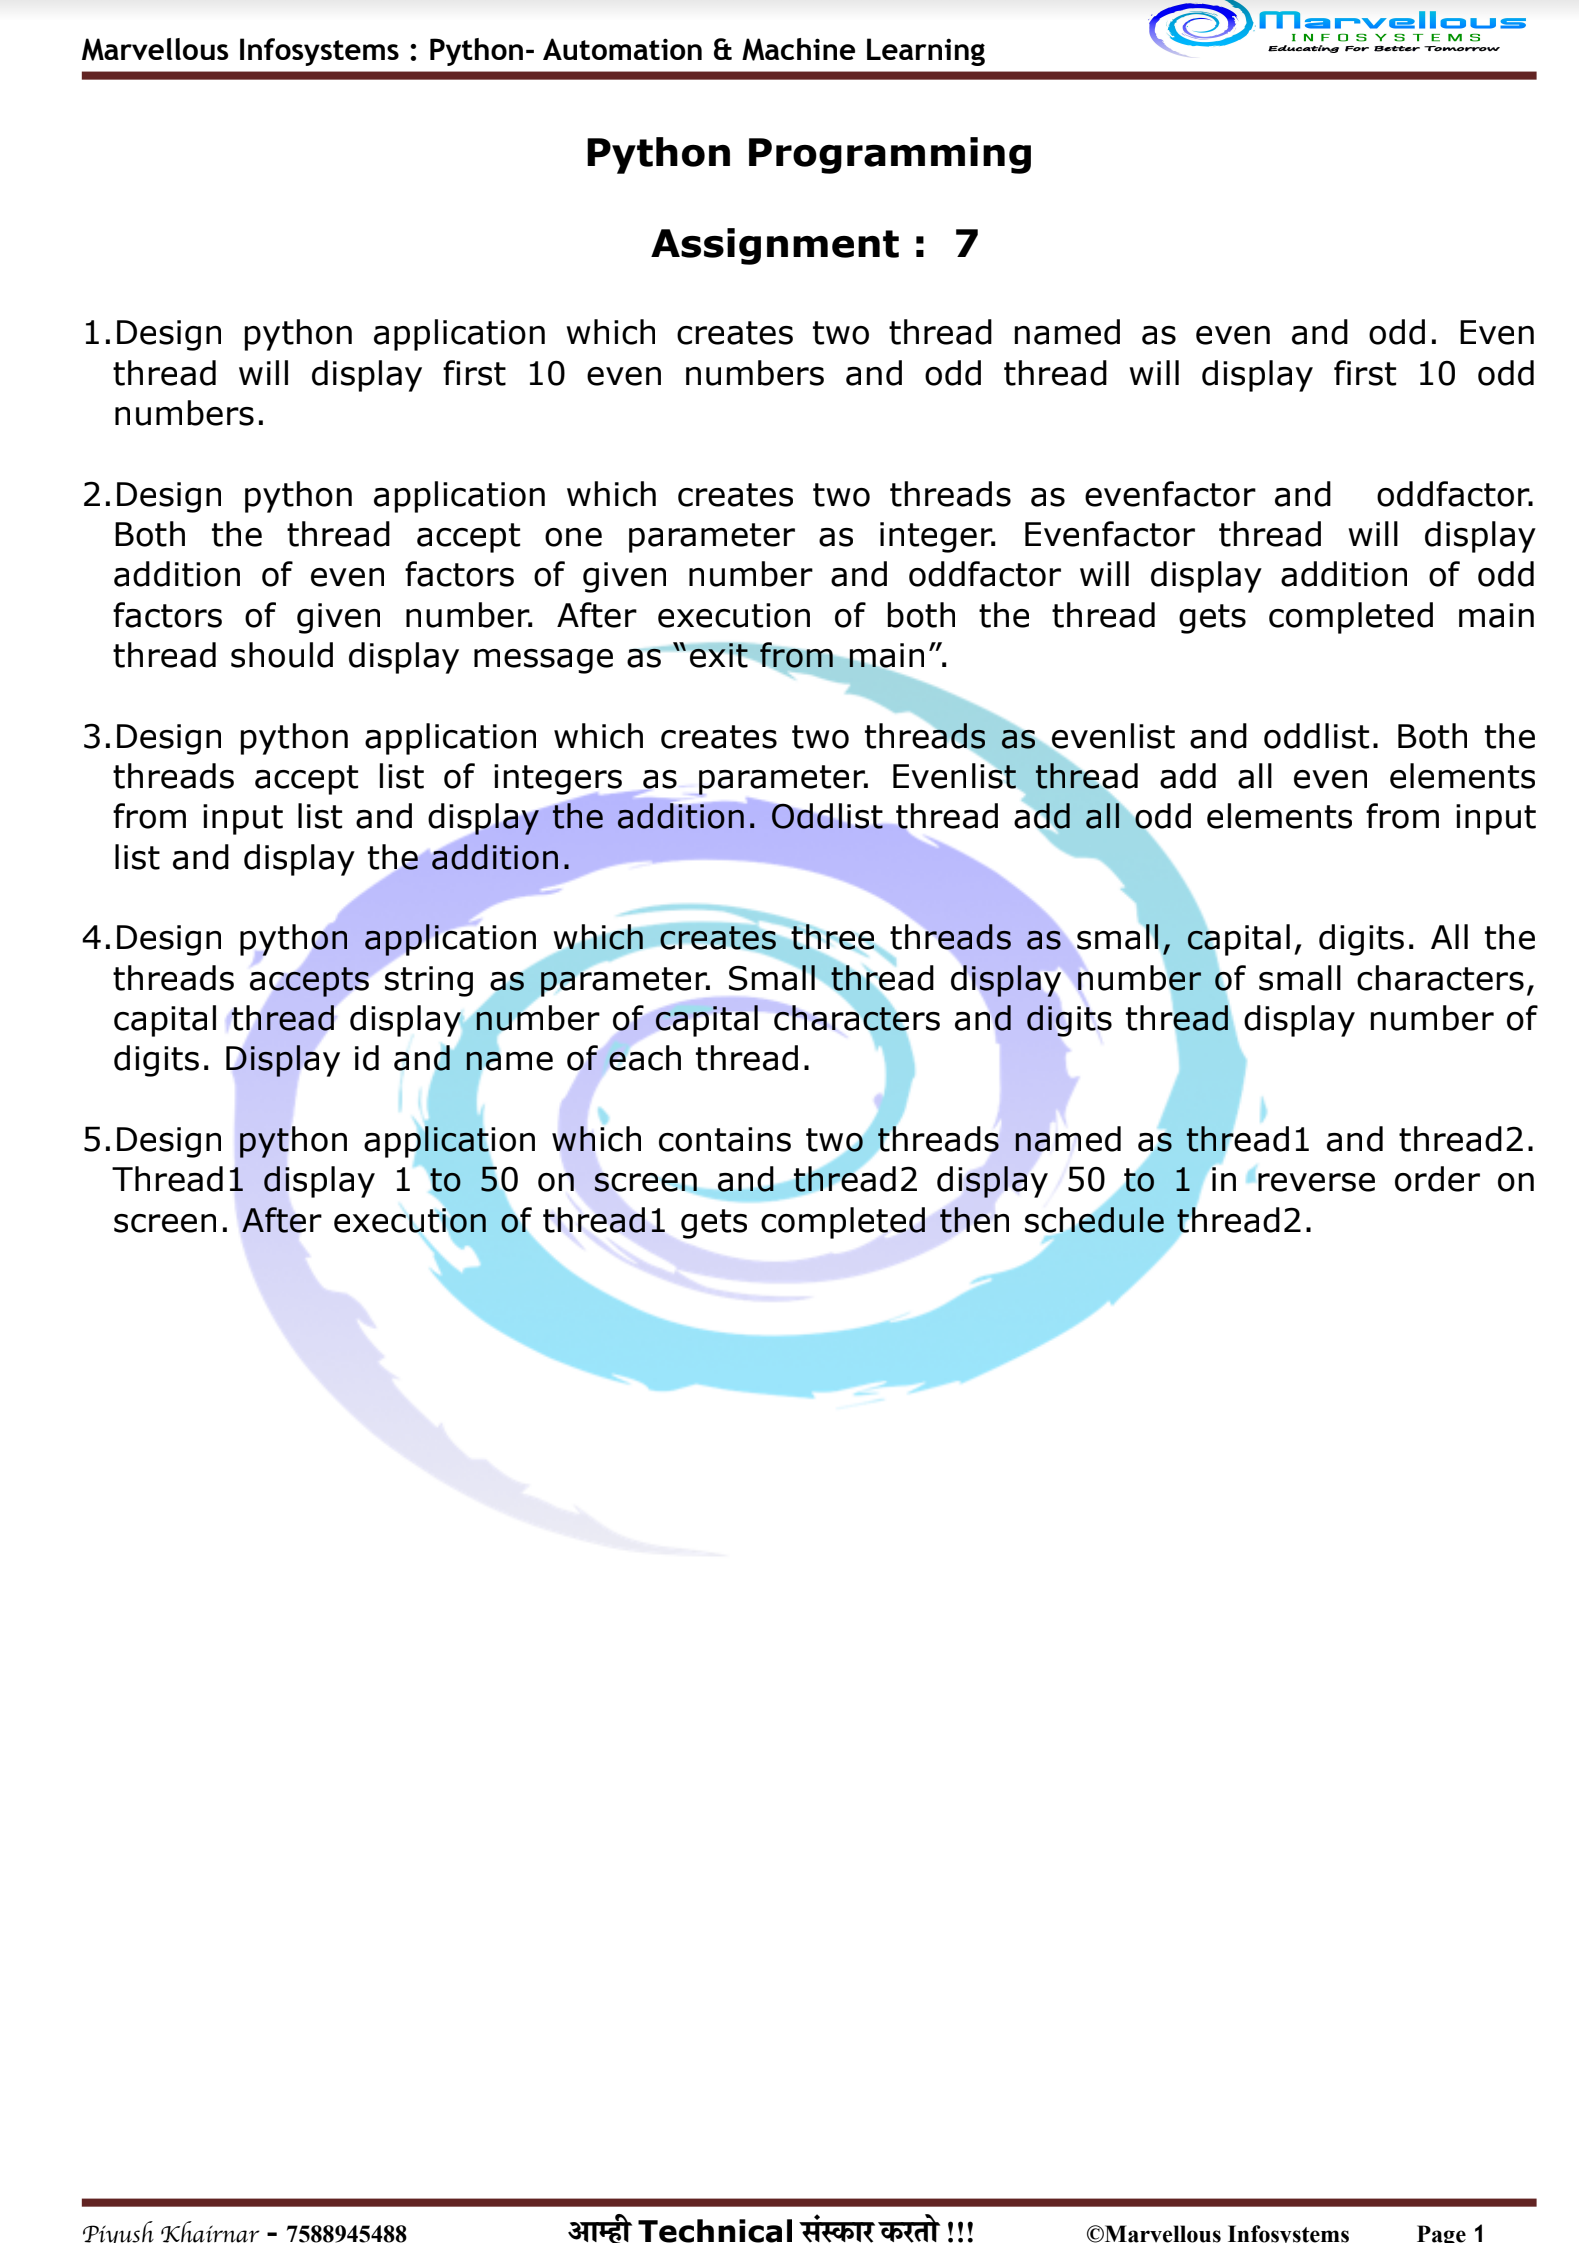 Marvellous Infosystems : Python- Automation & Machine Learning
Marvellous
INFOSYSTEMS
Educating For Better Tomorrow
Python Programming
Assignment : 7
1.Design python application which creates two thread named as even and odd. Even
thread will display first 10 even numbers and odd thread will display first 10 odd
numbers.
2.Design python application which creates two threads as evenfactor and oddfactor.
Both the thread accept one parameter as integer. Evenfactor thread will display
addition of even factors of given number and oddfactor will display addition of odd
factors of given number. After execution of both the thread gets completed main
thread should display message as “exit from main”.
3.Design python application which creates two threads as evenlist and oddlist. Both the
threads accept list of integers as parameter. Evenlist thread add all even elements
from input list and display the addition. Oddlist thread add all odd elements from input
list and display the addition.
4.Design python application which creates three threads as small, capital, digits. All the
threads accepts string as parameter. Small thread display number of small characters,
capital thread display number of capital characters and digits thread display number of
digits. Display id and name of each thread.
5.Design python application which contains two threads named as thread1 and thread2.
Thread1 display 1 to 50 on screen and thread2 display 50 to 1 in reverse order on
screen. After execution of thread1 gets completed then schedule thread2.
Piyush Khairnar - 7588945488 आम्ही Technical संस्कार करतो !!! ©Marvellous Infosystems Page 1